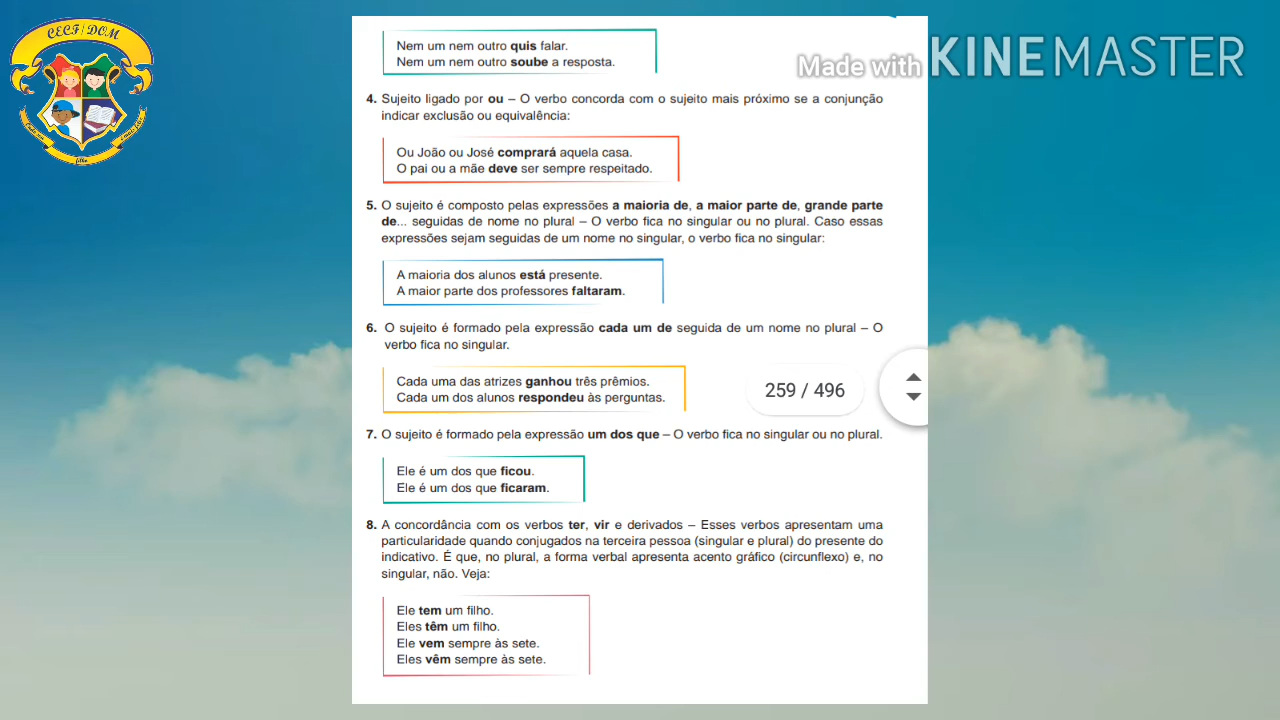 CECF/DOM
Made with KINEMASTER
Nem um nem outro quis falar.
Nem um nem outro soube a resposta.
4. Sujeito ligado por ou – O verbo concorda com o sujeito mais próximo se a conjunção
indicar exclusão ou equivalência:
Ou João ou José comprará aquela casa.
O pai ou a mãe deve ser sempre respeitado.
5. O sujeito é composto pelas expressões a maioria de, a maior parte de, grande parte
de... seguidas de nome no plural – O verbo fica no singular ou no plural. Caso essas
expressões sejam seguidas de um nome no singular, o verbo fica no singular:
A maioria dos alunos está presente.
A maior parte dos professores faltaram.
6. O sujeito é formado pela expressão cada um de seguida de um nome no plural – O
verbo fica no singular.
Cada uma das atrizes ganhou três prêmios.
Cada um dos alunos respondeu às perguntas.
259 / 496
7. O sujeito é formado pela expressão um dos que – O verbo fica no singular ou no plural.
Ele é um dos que ficou.
Ele é um dos que ficaram.
8. A concordância com os verbos ter, vir e derivados – Esses verbos apresentam uma
particularidade quando conjugados na terceira pessoa (singular e plural) do presente do
indicativo. É que, no plural, a forma verbal apresenta acento gráfico (circunflexo) e, no
singular, não. Veja:
Ele tem um filho.
Eles têm um filho.
Ele vem sempre às sete.
Eles vêm sempre às sete.